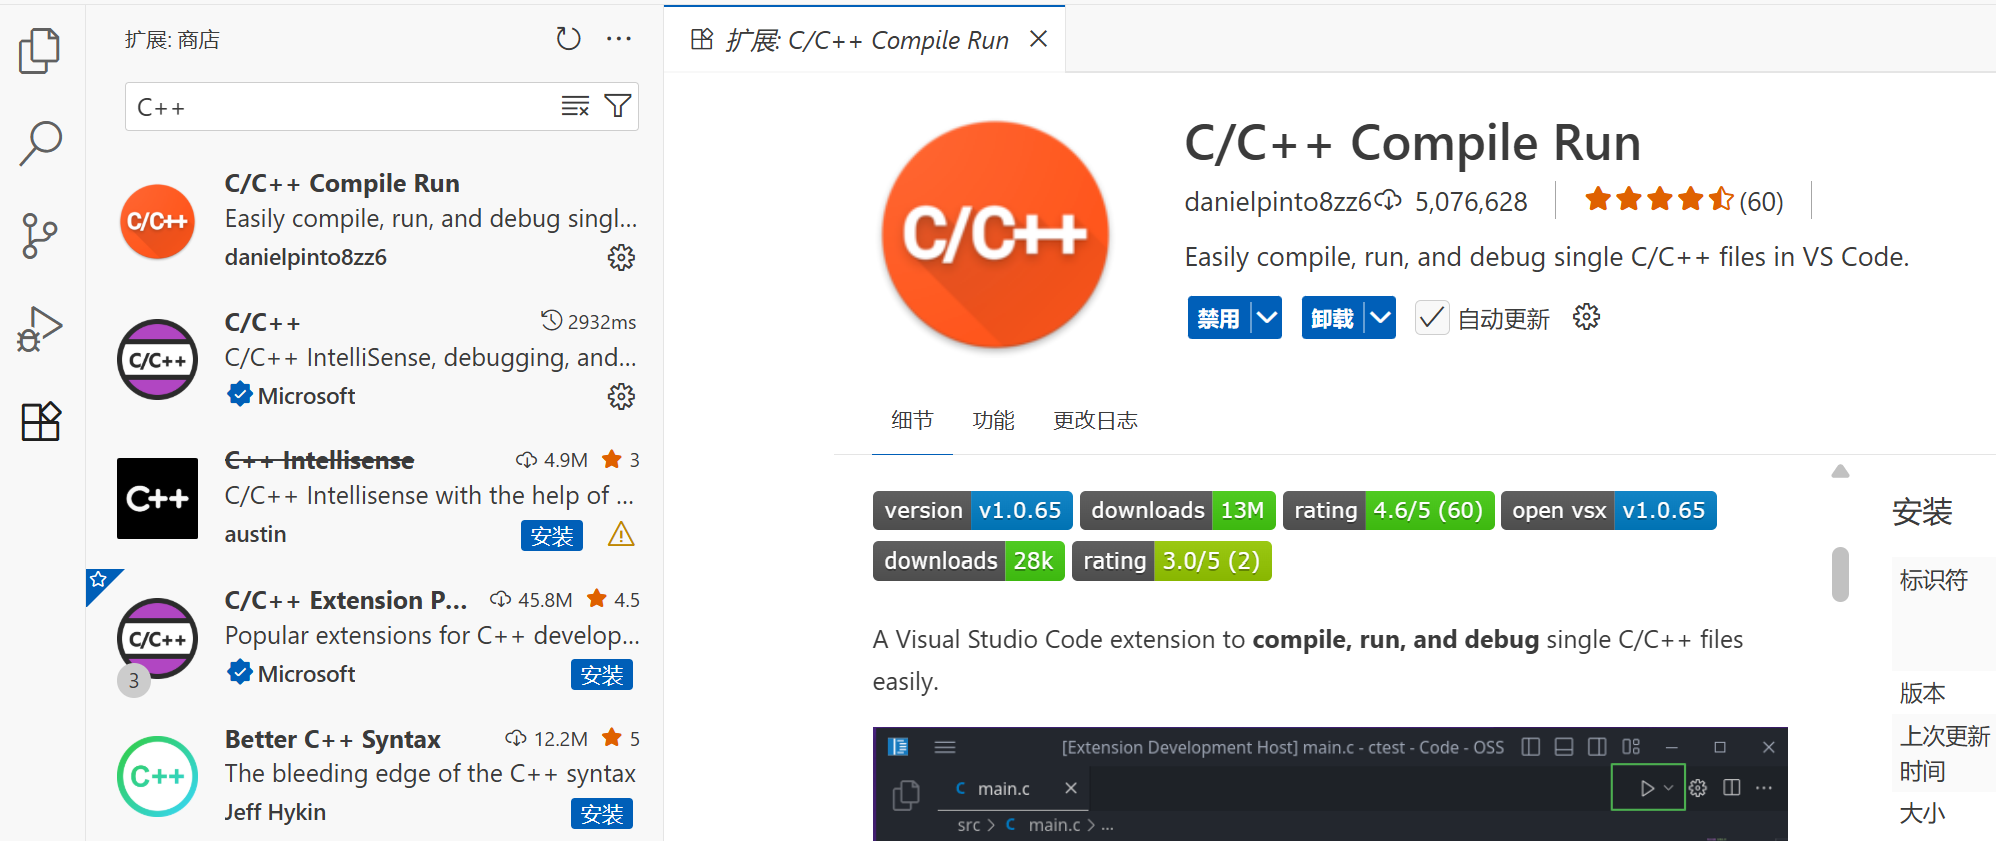 扩展: 商店
C++
C/C++ Compile Run
Easily compile, run, and debug singl...
danielpinto8zz6
C/C++
C/C++ 2932ms
C/C++ IntelliSense, debugging, and...
Microsoft
C/C++
C++ Intellisense 4.9M 3
C/C++ Intellisense with the help of ...
austin 安装
C++
C/C++ Extension P... 45.8M 4.5
Popular extensions for C++ develop...
Microsoft 安装
C/C++
3
Better C++ Syntax 12.2M 5
The bleeding edge of the C++ syntax
Jeff Hykin 安装
C++
扩展: C/C++ Compile Run
C/C++
C/C++ Compile Run
danielpinto8zz6 5,076,628 (60)
Easily compile, run, and debug single C/C++ files in VS Code.
禁用 卸载 自动更新
细节 功能 更改日志
version v1.0.65 downloads 13M rating 4.6/5 (60) open vsx v1.0.65
downloads 28k rating 3.0/5 (2)
A Visual Studio Code extension to compile, run, and debug single C/C++ files
easily.
[Extension Development Host] main.c - ctest - Code - OSS
C main.c
src > C main.c > ...
安装
标识符
版本
上次更新
时间
大小